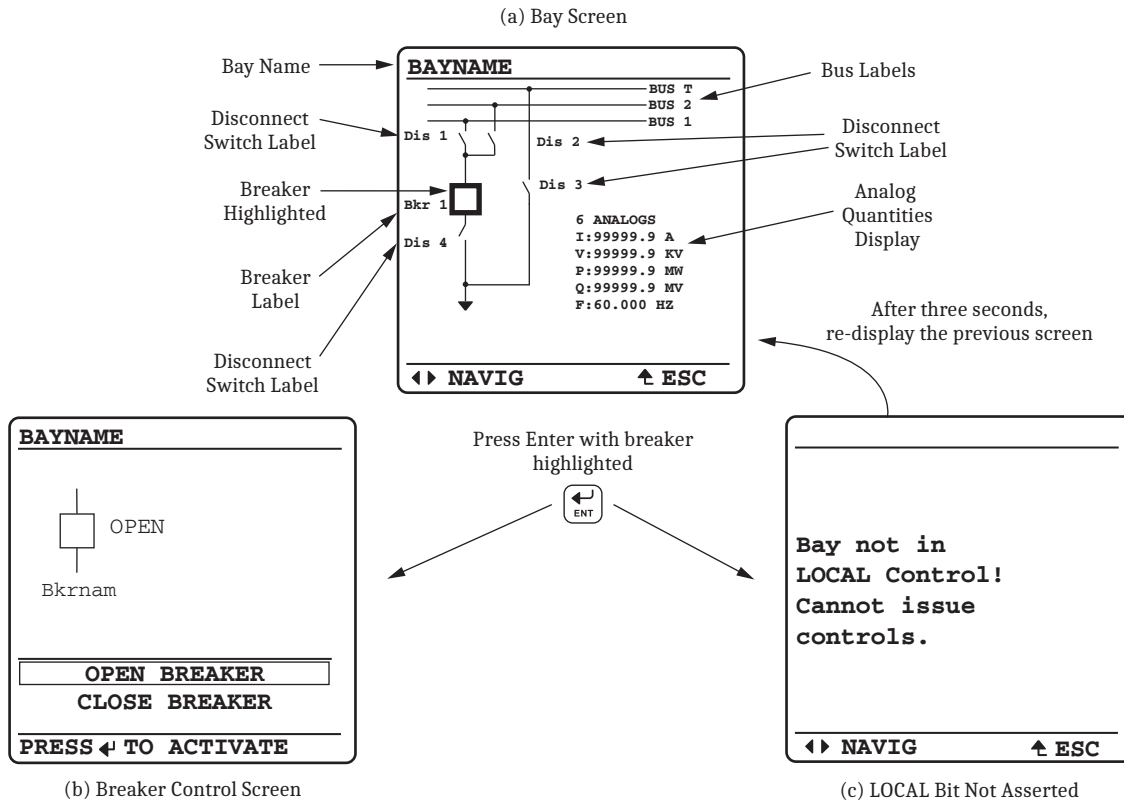 (a) Bay Screen
Bay Name
BAYNAME
BUS T
BUS 2
BUS 1
Bus Labels
Disconnect
Switch Label
Dis 1
Dis 2
Disconnect
Switch Label
Breaker
Highlighted
Dis 3
Bkr 1
Analog
Quantities
Display
6 ANALOGS
I:99999.9 A
V:99999.9 KV
P:99999.9 MW
Q:99999.9 MV
F:60.000 HZ
Dis 4
Breaker
Label
Disconnect
Switch Label
After three seconds,
re-display the previous screen
NAVIG
ESC
BAYNAME
OPEN
Bkrnam
OPEN BREAKER
CLOSE BREAKER
PRESS TO ACTIVATE
(b) Breaker Control Screen
Press Enter with breaker
highlighted
ENT
Bay not in
LOCAL Control!
Cannot issue
controls.
NAVIG
ESC
(c) LOCAL Bit Not Asserted